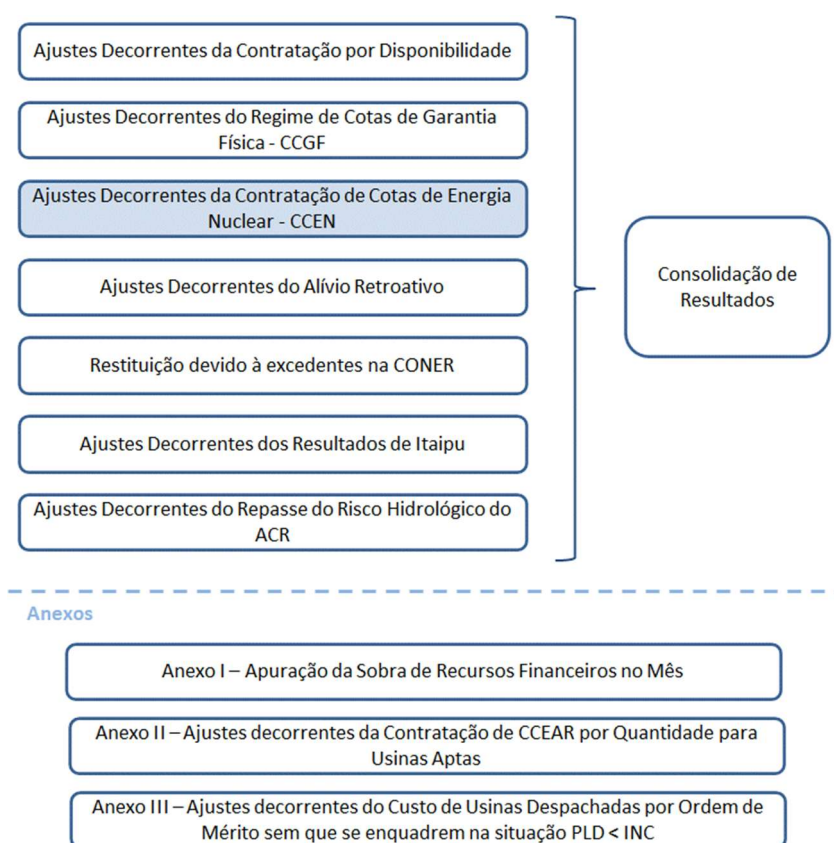 Ajustes Decorrentes da Contratação por Disponibilidade
Ajustes Decorrentes do Regime de Cotas de Garantia
Física - CCGF
Ajustes Decorrentes da Contratação de Cotas de Energia
Nuclear - CCEN
Ajustes Decorrentes do Alívio Retroativo
Restituição devido à excedentes na CONER
Ajustes Decorrentes dos Resultados de Itaipu
Ajustes Decorrentes do Repasse do Risco Hidrológico do
ACR
Consolidação de
Resultados
Anexos
Anexo I – Apuração da Sobra de Recursos Financeiros no Mês
Anexo II – Ajustes decorrentes da Contratação de CCEAR por Quantidade para
Usinas Aptas
Anexo III – Ajustes decorrentes do Custo de Usinas Despachadas por Ordem de
Mérito sem que se enquadrem na situação PLD < INC